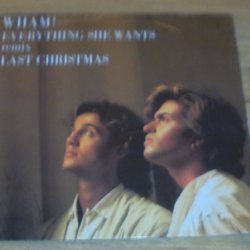 WHAM!
EVERYTHING SHE WANTS
remix
LAST CHRISTMAS